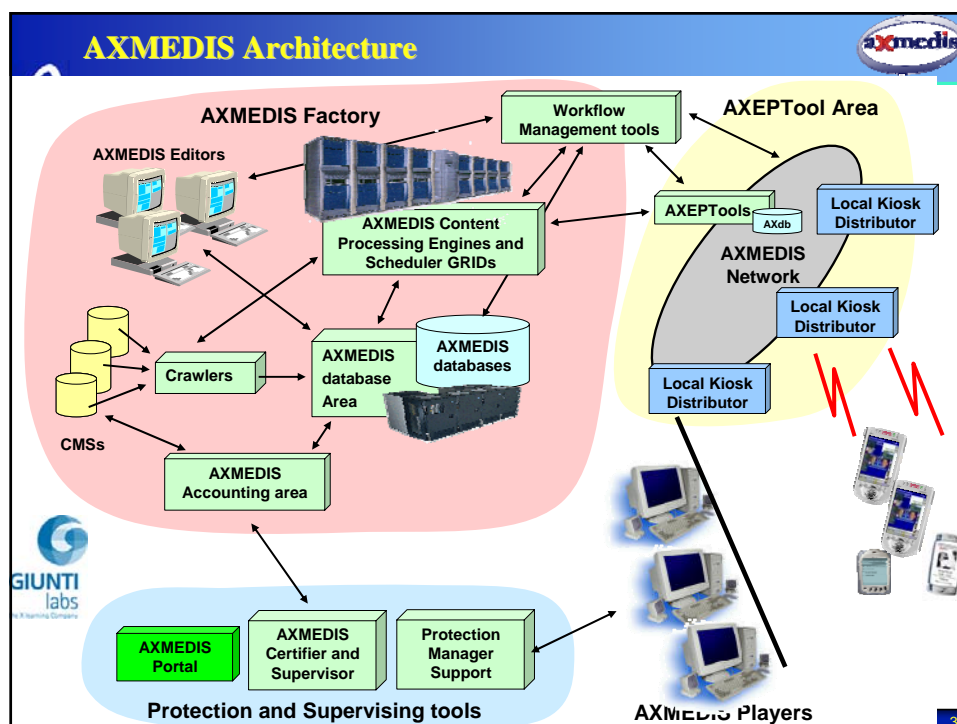 AXMEDIS Architecture
axmedis
AXMEDIS Factory
Workflow
Management tools
AXEPTool Area
AXMEDIS Editors
AXEPTools
AXdb
Local Kiosk
Distributor
AXMEDIS Content
Processing Engines and
Scheduler GRIDs
AXMEDIS
Network
Local Kiosk
Distributor
AXMEDIS
database
Area
AXMEDIS
databases
Crawlers
Local Kiosk
Distributor
CMSs
AXMEDIS
Accounting area
GIUNTI
labs
AXMEDIS
Portal
AXMEDIS
Certifier and
Supervisor
Protection
Manager
Support
Protection and Supervising tools
AXMEDIS Players
3